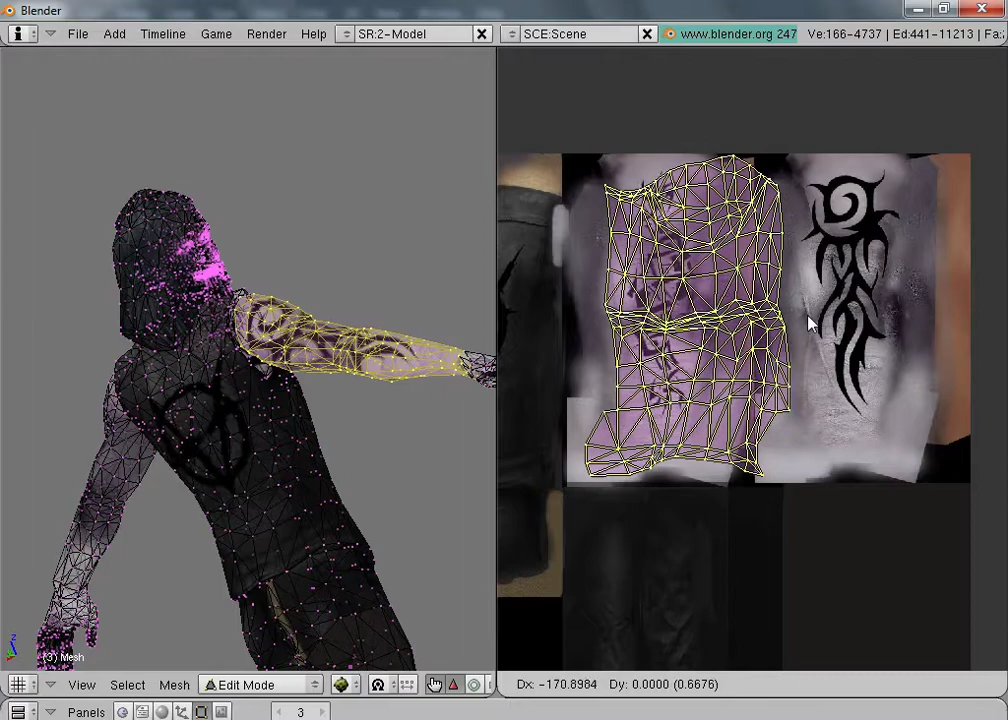 Blender
File Add Timeline Game Render Help SR:2-Model SCE:Scene www.blender.org 247 Ve:166-4737 | Ed:441-11213 | Fa:
(3) Mesh
View Select Mesh Edit Mode Dx: -170.8984 Dy: 0.0000 (0.6676)
Panels 3